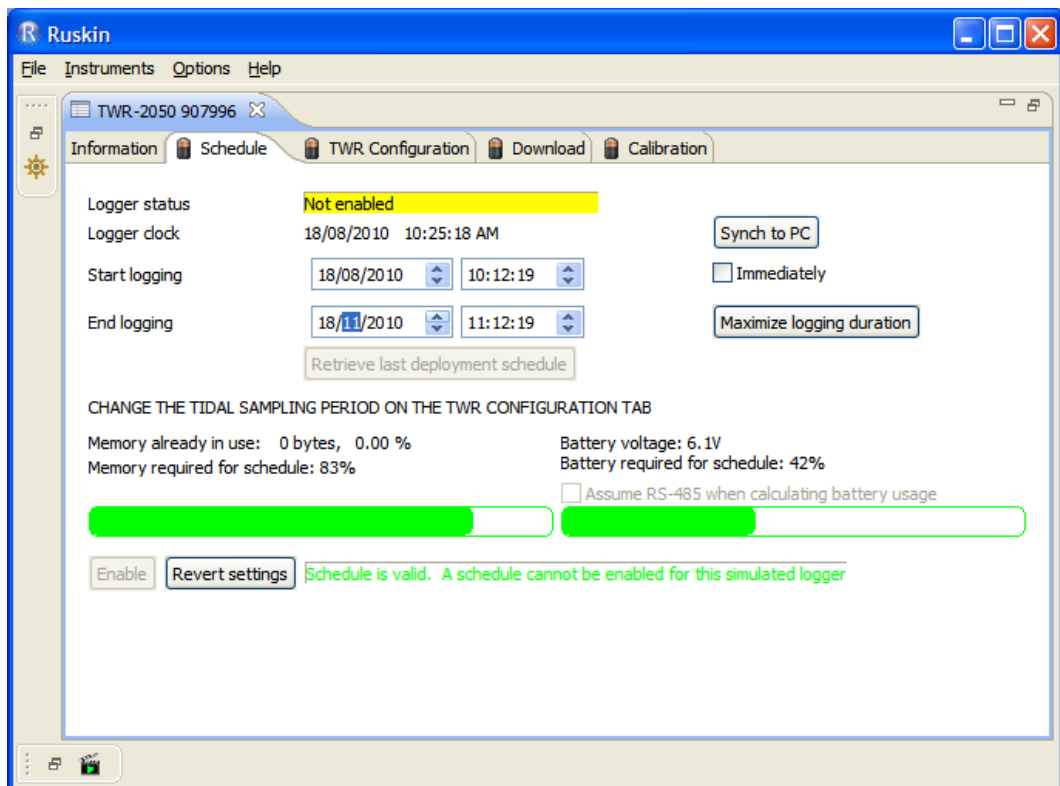 Ruskin
File Instruments Options Help
TWR-2050 907996
Information Schedule TWR Configuration Download Calibration
Logger status Not enabled
Logger clock 18/08/2010 10:25:18 AM Synch to PC
Start logging 18/08/2010 10:12:19 Immediately
End logging 18/11/2010 11:12:19 Maximize logging duration
Retrieve last deployment schedule
CHANGE THE TIDAL SAMPLING PERIOD ON THE TWR CONFIGURATION TAB
Memory already in use: 0 bytes, 0.00 % Battery voltage: 6.1V
Memory required for schedule: 83% Battery required for schedule: 42%
Assume RS-485 when calculating battery usage
Enable Revert settings Schedule is valid. A schedule cannot be enabled for this simulated logger